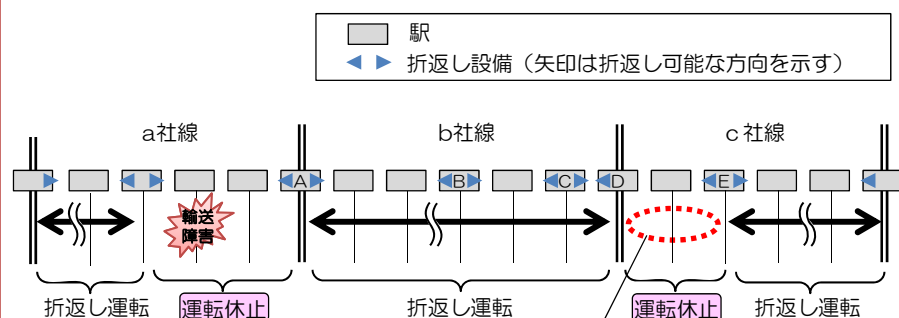 駅
折返し設備（矢印は折返し可能な方向を示す）
a社線
b社線
c社線
A
B
C
D
E
輸送
障害
折返し運転
運転休止
折返し運転
運転休止
折返し運転